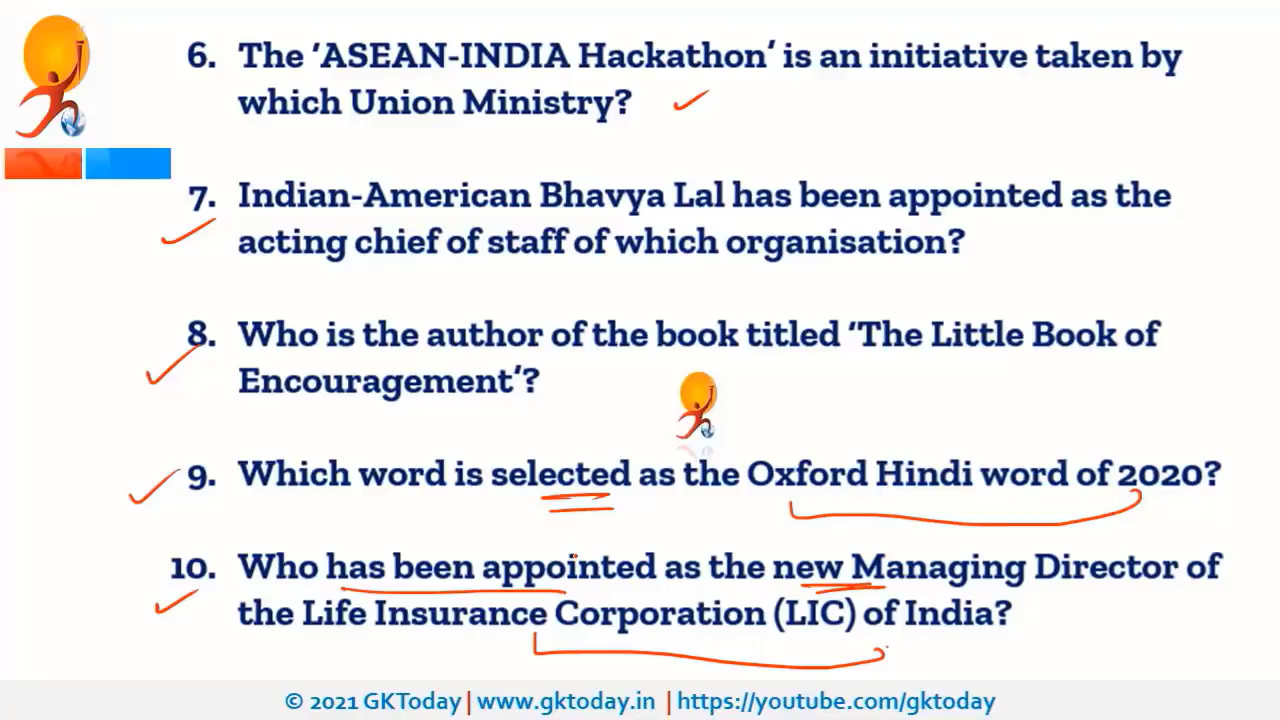 6. The ‘ASEAN-INDIA Hackathon’ is an initiative taken by
which Union Ministry?
7. Indian-American Bhavya Lal has been appointed as the
acting chief of staff of which organisation?
8. Who is the author of the book titled ‘The Little Book of
Encouragement’?
9. Which word is selected as the Oxford Hindi word of 2020?
10. Who has been appointed as the new Managing Director of
the Life Insurance Corporation (LIC) of India?
© 2021 GKToday | www.gktoday.in | https://youtube.com/gktoday